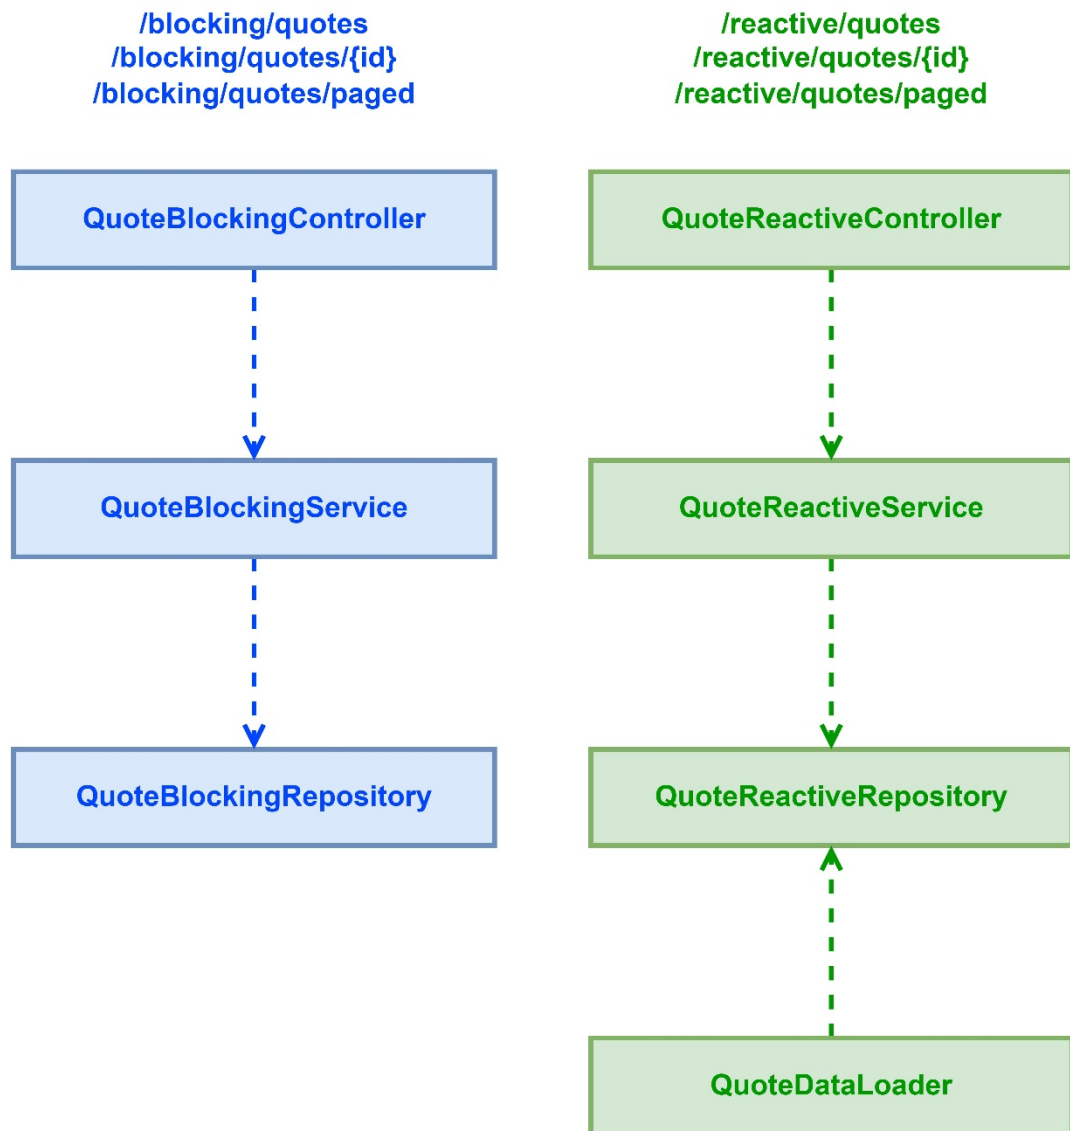 /blocking/quotes
/blocking/quotes/{id}
/blocking/quotes/paged
/reactive/quotes
/reactive/quotes/{id}
/reactive/quotes/paged
QuoteBlockingController
QuoteReactiveController
QuoteBlockingService
QuoteReactiveService
QuoteBlockingRepository
QuoteReactiveRepository
QuoteDataLoader